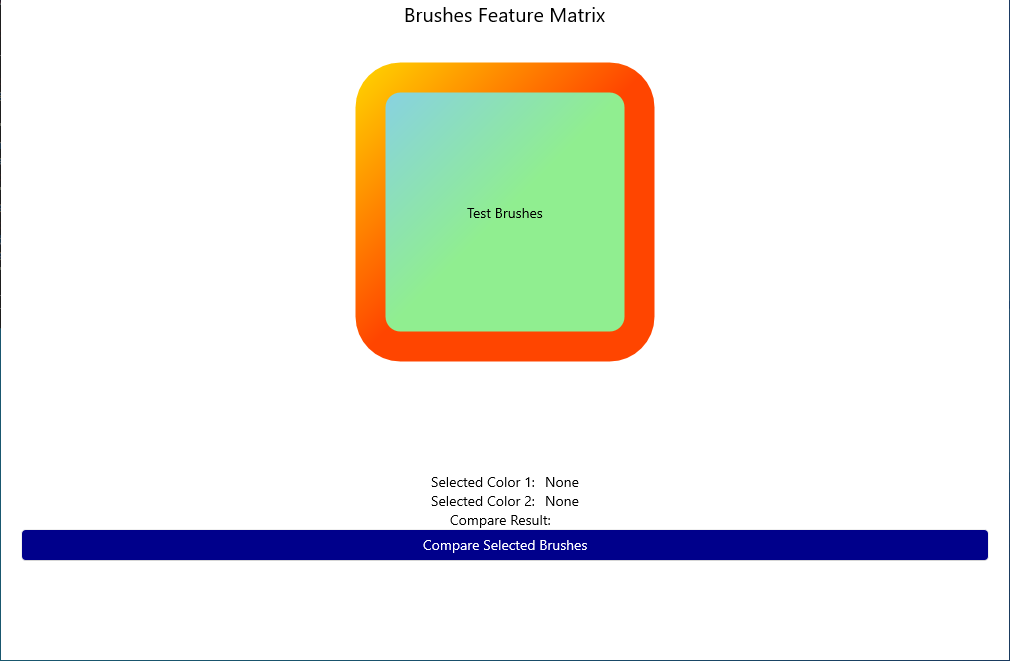 Brushes Feature Matrix
Test Brushes
Selected Color 1: None
Selected Color 2: None
Compare Result:
Compare Selected Brushes